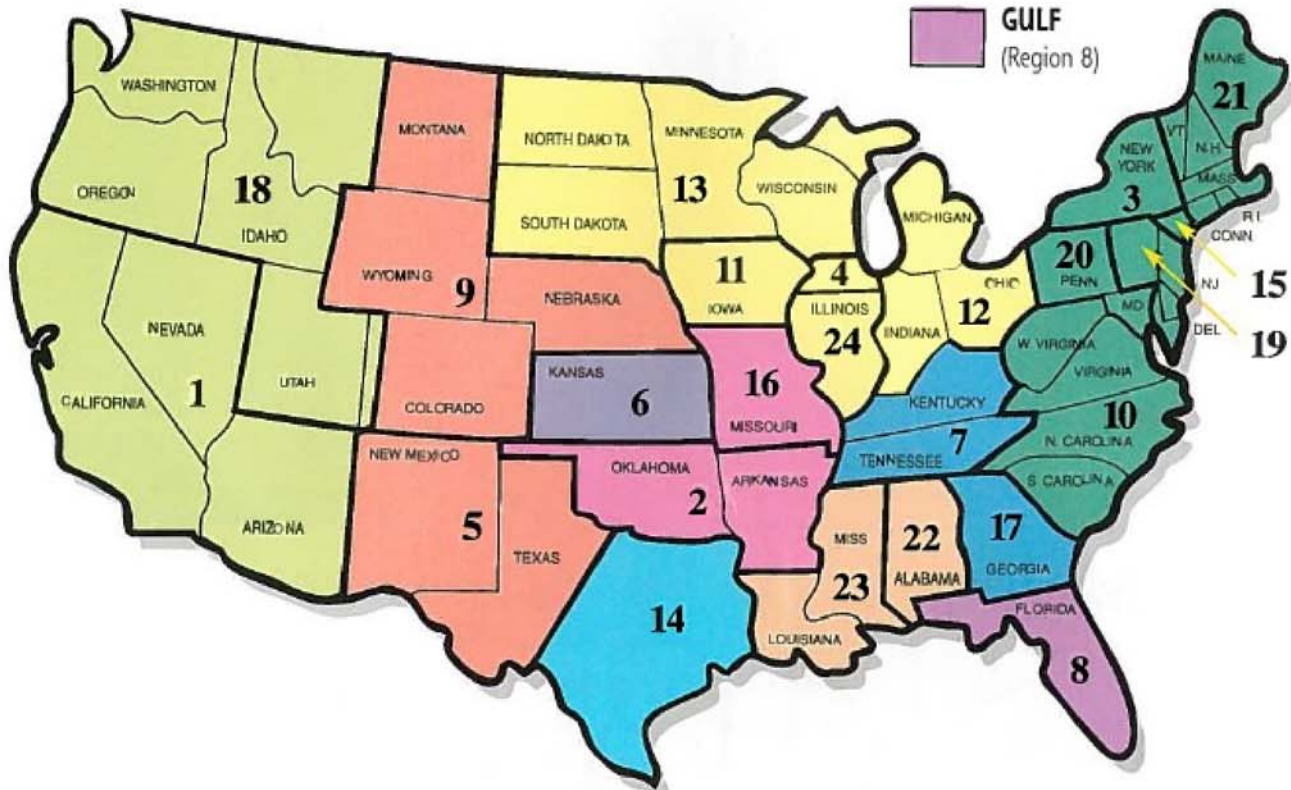 GULF
(Region 8)
MAINE
21
WASHINGTON
MONTANA
NORTH DAKOTA
MINNESOTA
VT
N.H.
NEW
YORK
MASS
OREGON
18
IDAHO
SOUTH DAKOTA
13
WISCONSIN
MICHIGAN
3
R.I.
CONN.
WYOMING
9
NEBRASKA
11
IOWA
4
ILLINOIS
24
INDIANA
OHIO
12
20
PENN
NJ
15
MD
DEL
19
NEVADA
CALIFORNIA
1
UTAH
COLORADO
KANSAS
6
16
MISSOURI
KENTUCKY
W. VIRGINIA
VIRGINIA
10
N. CAROLINA
7
TENNESSEE
S CAROLINA
NEW MEXICO
OKLAHOMA
2
ARKANSAS
ARIZONA
5
TEXAS
MISS
23
22
ALABAMA
17
GEORGIA
14
LOUISIANA
FLORIDA
8